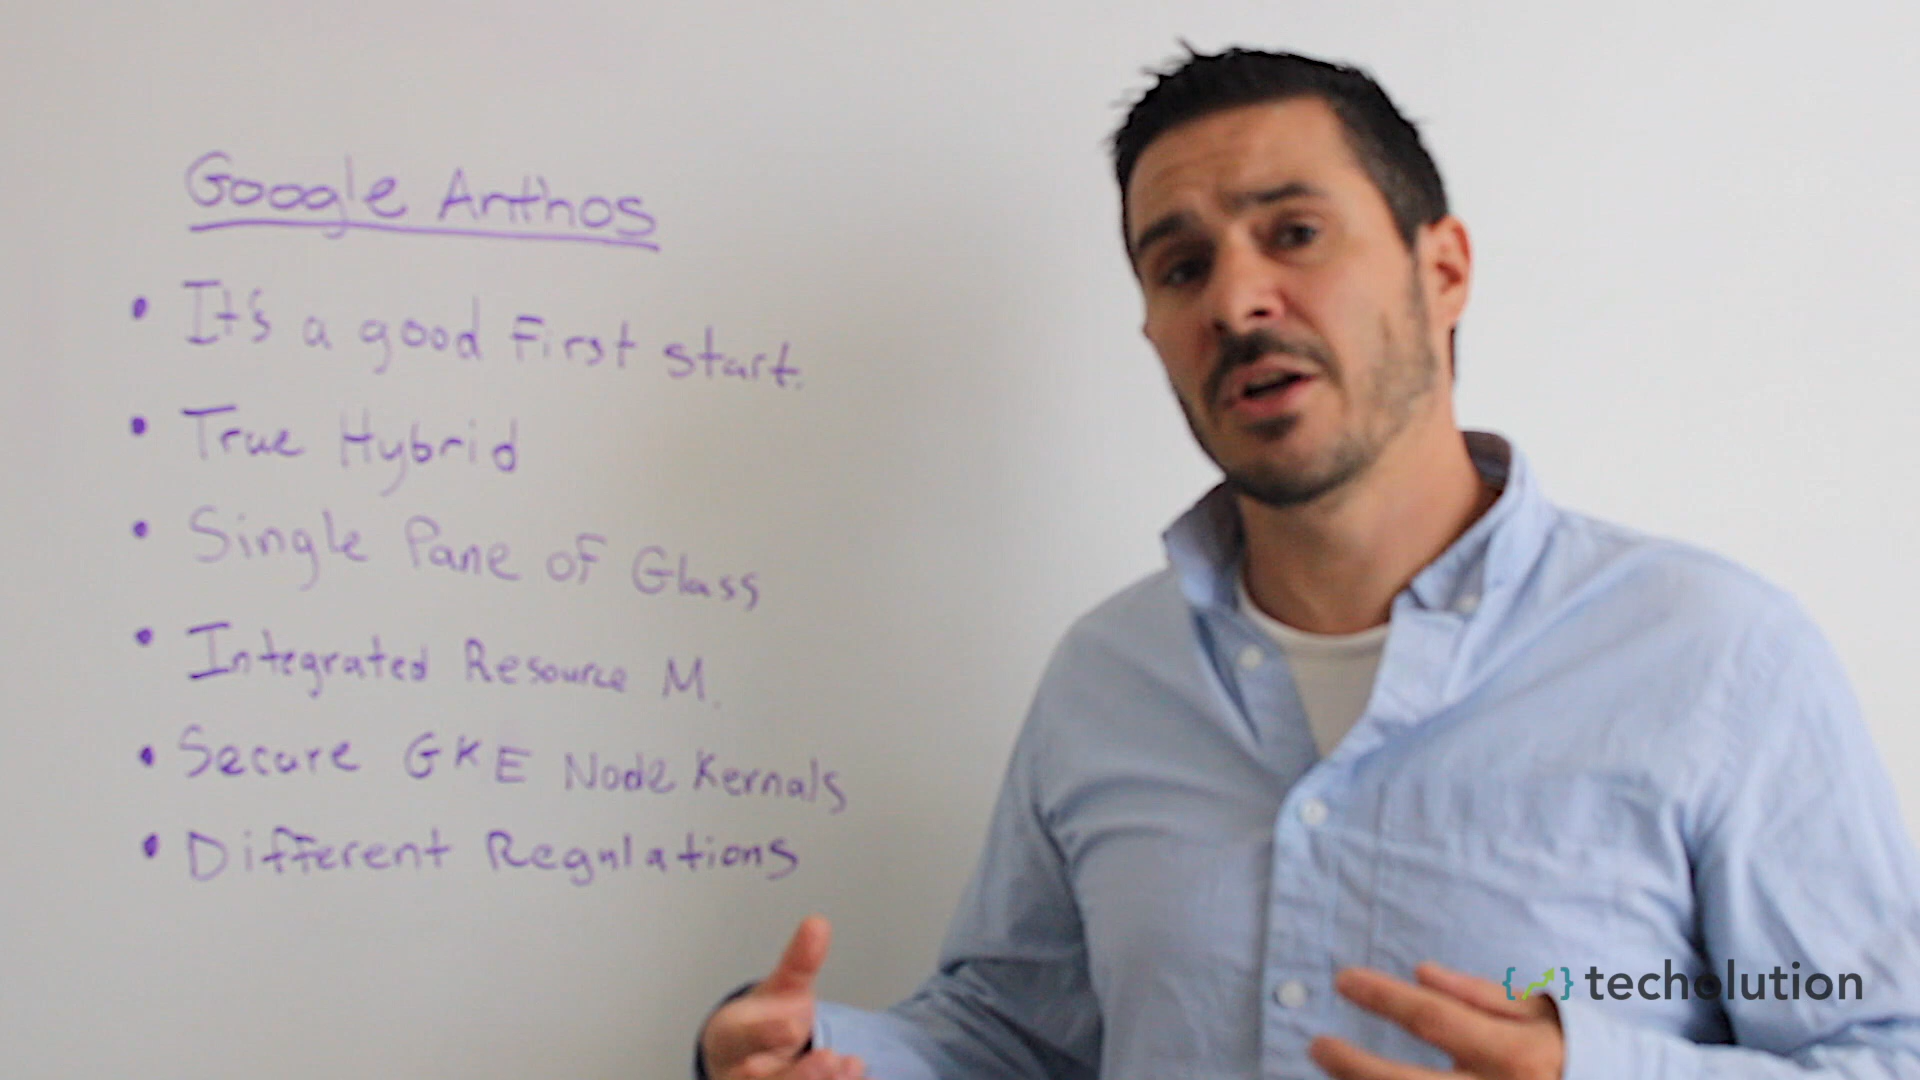 Google Anthos
• It's a good First start.
• True Hybrid
• Single Pane of Glass
• Integrated Resource M.
• Secure GKE Node Kernals
• Different Regulations
{ } techolution